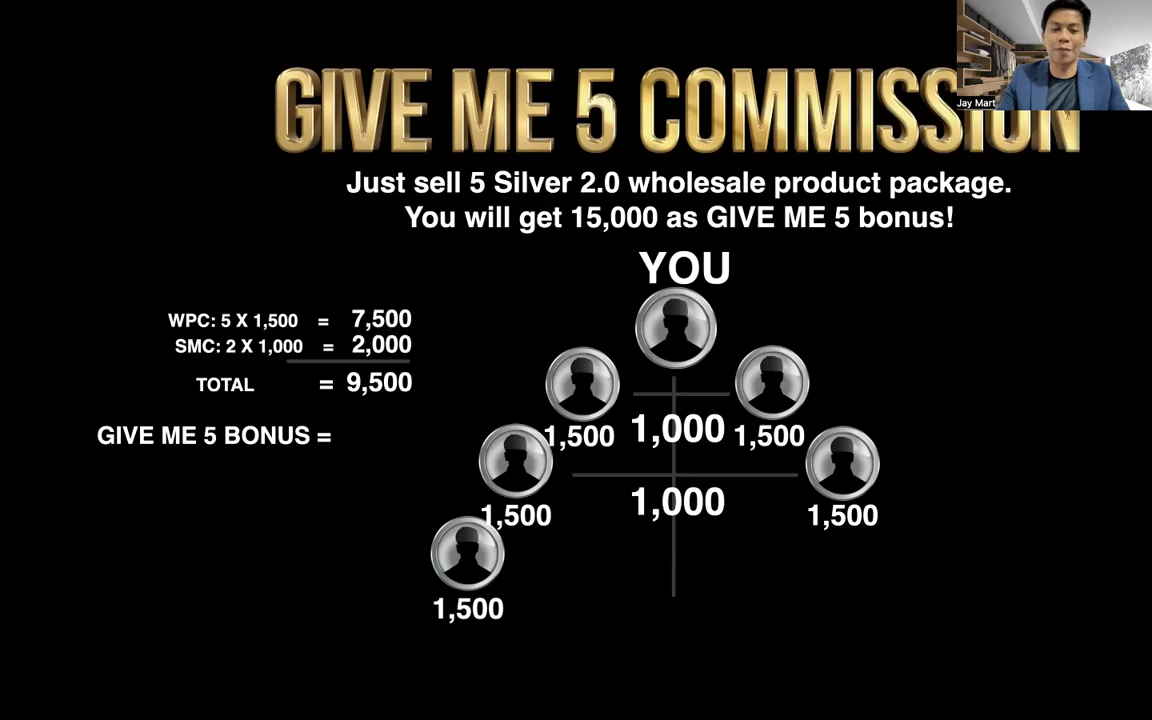 GIVE ME 5 COMMISSION
Jay Mart
Just sell 5 Silver 2.0 wholesale product package.
You will get 15,000 as GIVE ME 5 bonus!
YOU
WPC: 5 X 1,500 = 7,500
SMC: 2 X 1,000 = 2,000
TOTAL = 9,500
GIVE ME 5 BONUS =
1,500 1,000 1,500
1,000
1,500 1,500
1,500